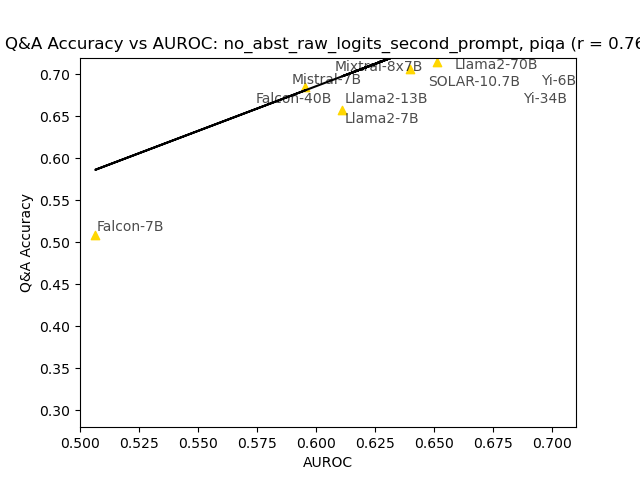 Q&A Accuracy vs AUROC: no_abst_raw_logits_second_prompt, piqa (r = 0.76
Q&A Accuracy
0.70
0.65
0.60
0.55
0.50
0.45
0.40
0.35
0.30
Mixtral-8x7B
Llama2-70B
Mistral-7B
SOLAR-10.7B
Yi-6B
Falcon-40B
Llama2-13B
Yi-34B
Llama2-7B
Falcon-7B
0.500 0.525 0.550 0.575 0.600 0.625 0.650 0.675 0.700
AUROC